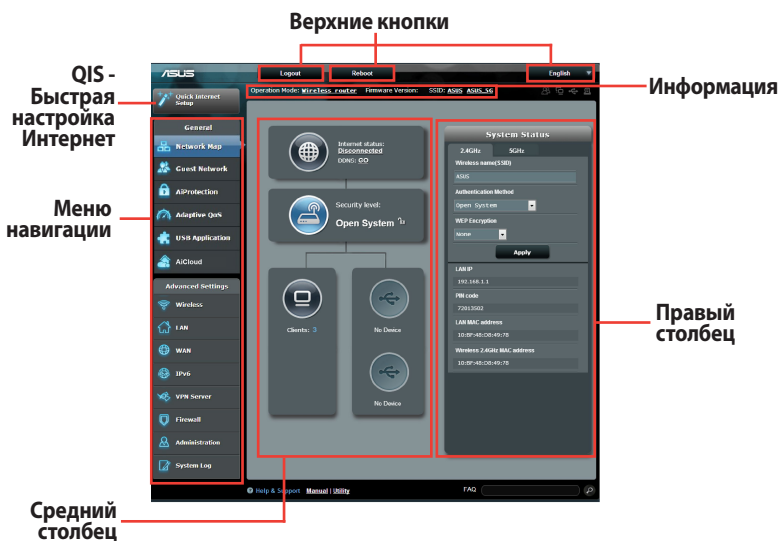 Верхние кнопки
QIS -
Быстрая
настройка
Интернет
Меню
навигации
Средний
столбец
Информация
Правый
столбец
ASUS
Logout
Reboot
English
Quick Internet
Setup
Operation Mode: Wireless router Firmware Version: SSID: ASUS ASUS_5G
General
Network Map
Guest Network
AiProtection
Adaptive QoS
USB Application
AiCloud
Advanced Settings
Wireless
LAN
WAN
IPv6
VPN Server
Firewall
Administration
System Log
Internet status:
Disconnected
DDNS: GO
Security level:
Open System
Clients: 3
No Device
No Device
System Status
2.4GHz 5GHz
Wireless name(SSID)
ASUS
Authentication Method
Open System
WEP Encryption
None
Apply
LAN IP
192.168.1.1
PIN code
72013503
LAN MAC address
10:BF:48:D8:49:78
Wireless 2.4GHz MAC address
10:BF:48:D8:49:78
Help & Support Manual | Utility
FAQ